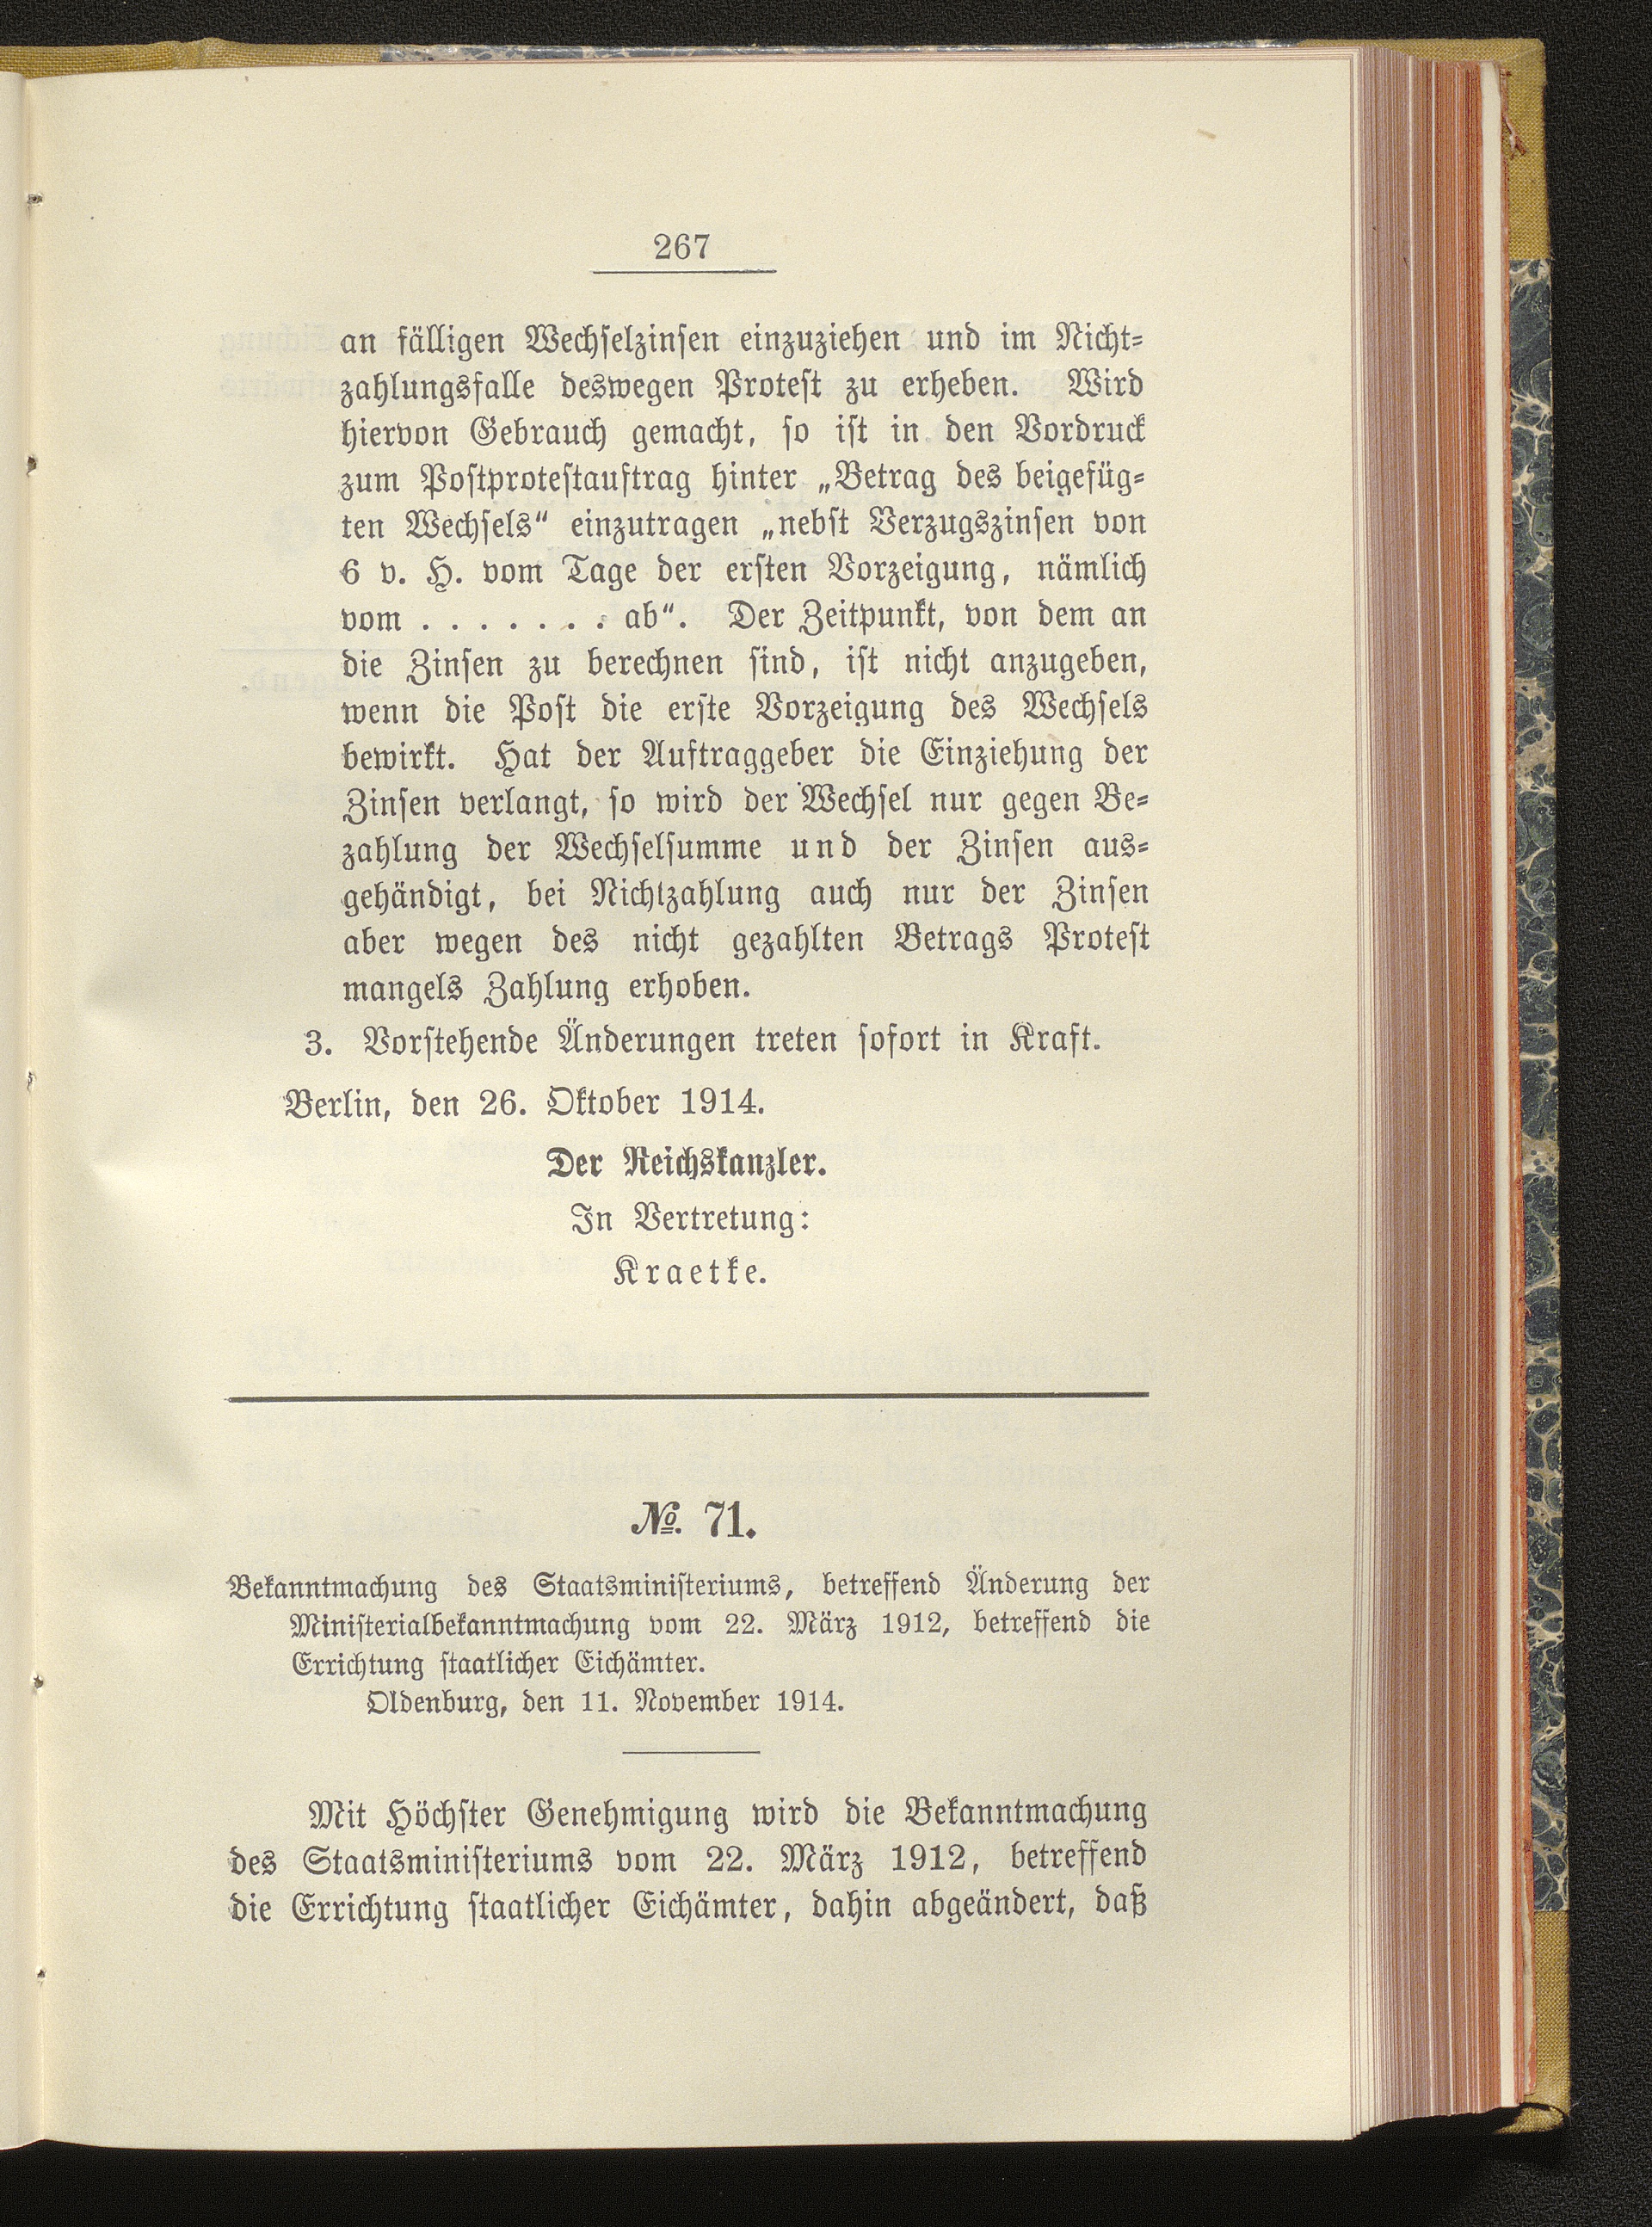 267
an fälligen Wechselzinsen einzuziehen und im Nicht-
zahlungsfalle deswegen Protest zu erheben. Wird
hiervon Gebrauch gemacht, so ist in den Vordruck
zum Postprotestauftrag hinter „Betrag des beigefüg-
ten Wechsels“ einzutragen „nebst Verzugszinsen von
6 v. H. vom Tage der ersten Vorzeigung, nämlich
vom . . . . . . . ab“. Der Zeitpunkt, von dem an
die Zinsen zu berechnen sind, ist nicht anzugeben,
wenn die Post die erste Vorzeigung des Wechsels
bewirkt. Hat der Auftraggeber die Einziehung der
Zinsen verlangt, so wird der Wechsel nur gegen Be-
zahlung der Wechselsumme und der Zinsen aus-
gehändigt, bei Nichtzahlung auch nur der Zinsen
aber wegen des nicht gezahlten Betrags Protest
mangels Zahlung erhoben.
3. Vorstehende Änderungen treten sofort in Kraft.
Berlin, den 26. Oktober 1914.
Der Reichskanzler.
In Vertretung:
Kraetke.
№. 71.
Bekanntmachung des Staatsministeriums, betreffend Änderung der
Ministerialbekanntmachung vom 22. März 1912, betreffend die
Errichtung staatlicher Eichämter.
Oldenburg, den 11. November 1914.
Mit Höchster Genehmigung wird die Bekanntmachung
des Staatsministeriums vom 22. März 1912, betreffend
die Errichtung staatlicher Eichämter, dahin abgeändert, daß